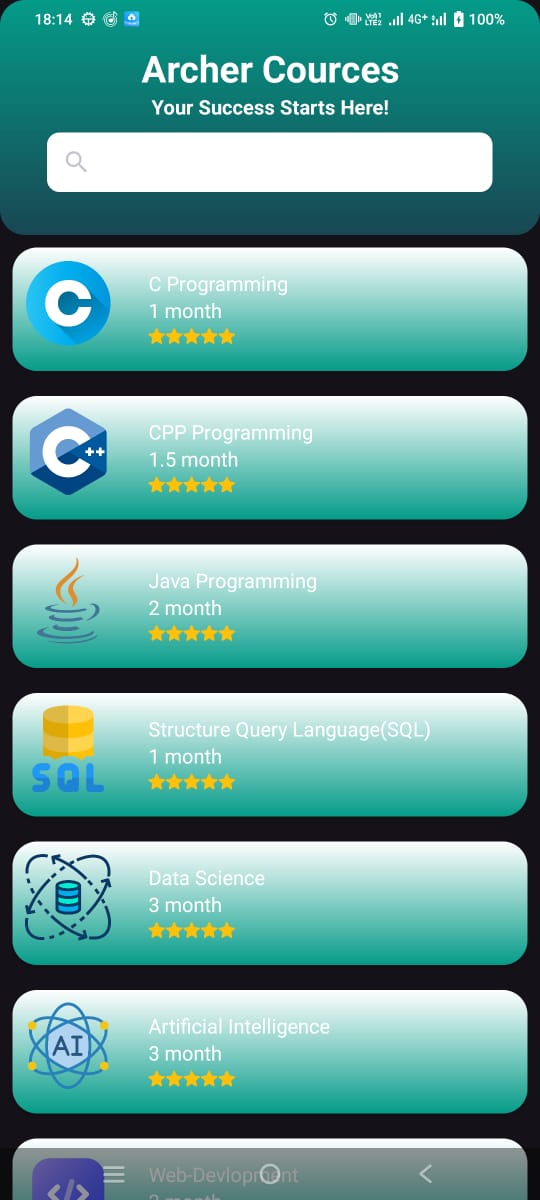 18:14 Vo)) 1 LTE2 4G+ 100%
Archer Cources
Your Success Starts Here!
C
C Programming
1 month
C++
CPP Programming
1.5 month
Java Programming
2 month
SQL
Structure Query Language(SQL)
1 month
Data Science
3 month
AI
Artificial Intelligence
3 month
</>
Web-Devlopment